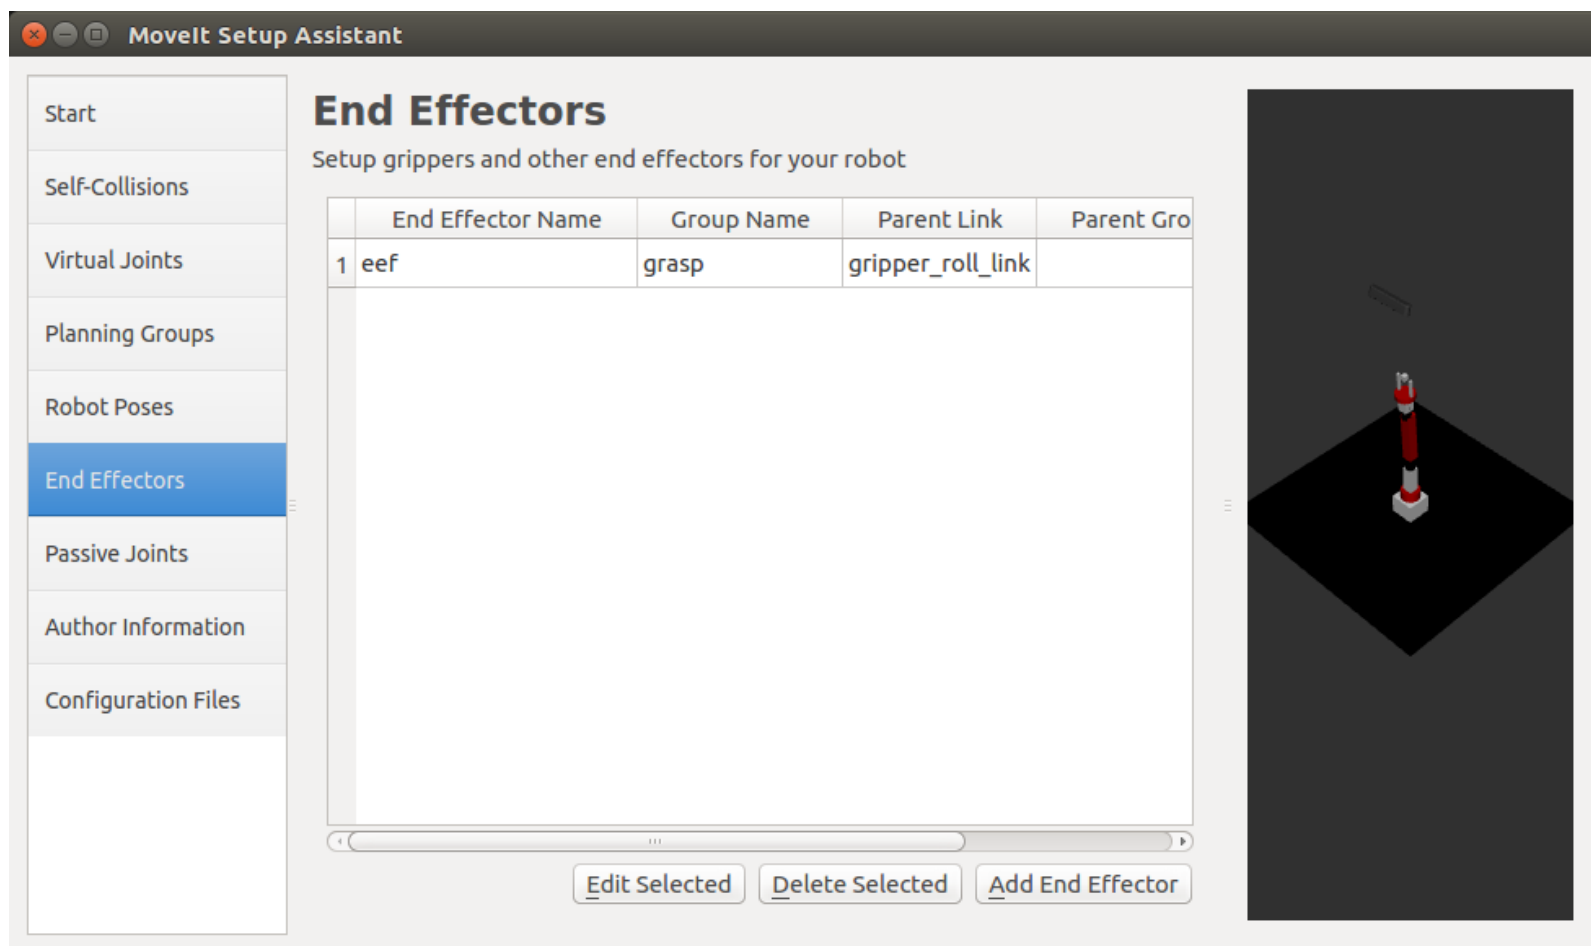 MoveIt Setup Assistant
Start
Self-Collisions
Virtual Joints
Planning Groups
Robot Poses
End Effectors
Passive Joints
Author Information
Configuration Files
End Effectors
Setup grippers and other end effectors for your robot
End Effector Name Group Name Parent Link Parent Gro
1 eef grasp gripper_roll_link
Edit Selected Delete Selected Add End Effector